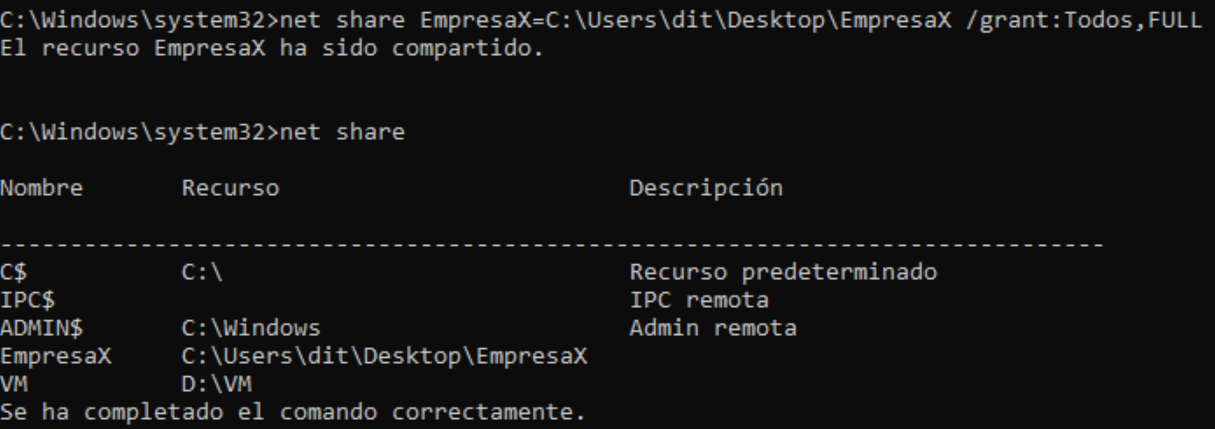 C:\Windows\system32>net share EmpresaX=C:\Users\dit\Desktop\EmpresaX /grant:Todos,FULL
El recurso EmpresaX ha sido compartido.
C:\Windows\system32>net share
Nombre Recurso Descripción
-------------------------------------------------------------------------------
C$ C:\ Recurso predeterminado
IPC$ IPC remota
ADMIN$ C:\Windows Admin remota
EmpresaX C:\Users\dit\Desktop\EmpresaX
VM D:\VM
Se ha completado el comando correctamente.